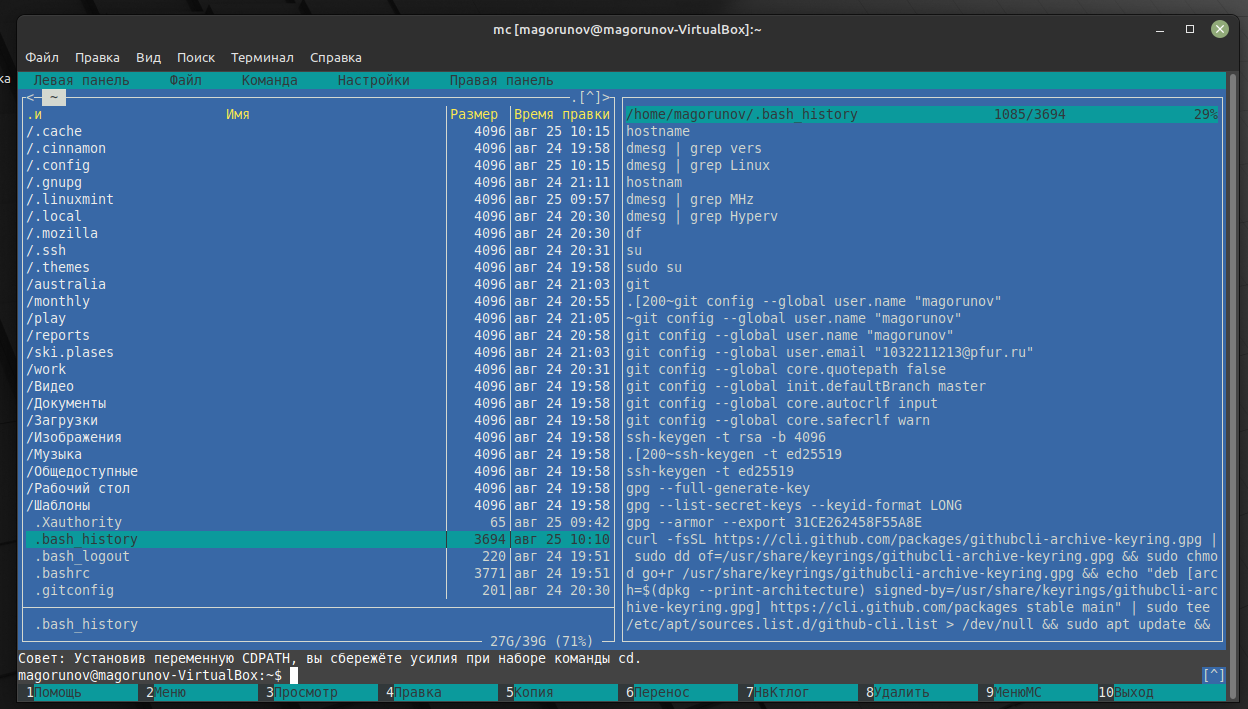 mc [magorunov@magorunov-VirtualBox]:~
Файл Правка Вид Поиск Терминал Справка
ка
Левая панель Файл Команда Настройки Правая панель
<─ ~ .[^]>
.и Имя Размер Время правки
/.cache 4096 авг 25 10:15
/.cinnamon 4096 авг 24 19:58
/.config 4096 авг 25 10:15
/.gnupg 4096 авг 24 21:11
/.linuxmint 4096 авг 25 09:57
/.local 4096 авг 24 20:30
/.mozilla 4096 авг 24 20:30
/.ssh 4096 авг 24 20:31
/.themes 4096 авг 24 19:58
/australia 4096 авг 24 21:03
/monthly 4096 авг 24 20:55
/play 4096 авг 24 21:05
/reports 4096 авг 24 20:58
/ski.plases 4096 авг 24 21:03
/work 4096 авг 24 20:31
/Видео 4096 авг 24 19:58
/Документы 4096 авг 24 19:58
/Загрузки 4096 авг 24 19:58
/Изображения 4096 авг 24 19:58
/Музыка 4096 авг 24 19:58
/Общедоступные 4096 авг 24 19:58
/Рабочий стол 4096 авг 24 19:58
/Шаблоны 4096 авг 24 19:58
.Xauthority 65 авг 25 09:42
.bash_history 3694 авг 25 10:10
.bash_logout 220 авг 24 19:51
.bashrc 3771 авг 24 19:51
.gitconfig 201 авг 24 20:30
.bash_history
27G/39G (71%)
/home/magorunov/.bash_history 1085/3694 29%
hostname
dmesg | grep vers
dmesg | grep Linux
hostnam
dmesg | grep MHz
dmesg | grep Hyperv
df
su
sudo su
git
.[200~git config --global user.name "magorunov"
~git config --global user.name "magorunov"
git config --global user.name "magorunov"
git config --global user.email "1032211213@pfur.ru"
git config --global core.quotepath false
git config --global init.defaultBranch master
git config --global core.autocrlf input
git config --global core.safecrlf warn
ssh-keygen -t rsa -b 4096
.[200~ssh-keygen -t ed25519
ssh-keygen -t ed25519
gpg --full-generate-key
gpg --list-secret-keys --keyid-format LONG
gpg --armor --export 31CE262458F55A8E
curl -fsSL https://cli.github.com/packages/githubcli-archive-keyring.gpg |
sudo dd of=/usr/share/keyrings/githubcli-archive-keyring.gpg && sudo chmo
d go+r /usr/share/keyrings/githubcli-archive-keyring.gpg && echo "deb [arc
h=$(dpkg --print-architecture) signed-by=/usr/share/keyrings/githubcli-arc
hive-keyring.gpg] https://cli.github.com/packages stable main" | sudo tee
/etc/apt/sources.list.d/github-cli.list > /dev/null && sudo apt update &&
Совет: Установив переменную CDPATH, вы сбережёте усилия при наборе команды cd.
magorunov@magorunov-VirtualBox:~$ [^]
1Помощь 2Меню 3Просмотр 4Правка 5Копия 6Перенос 7НвКтлог 8Удалить 9МенюMC 10Выход